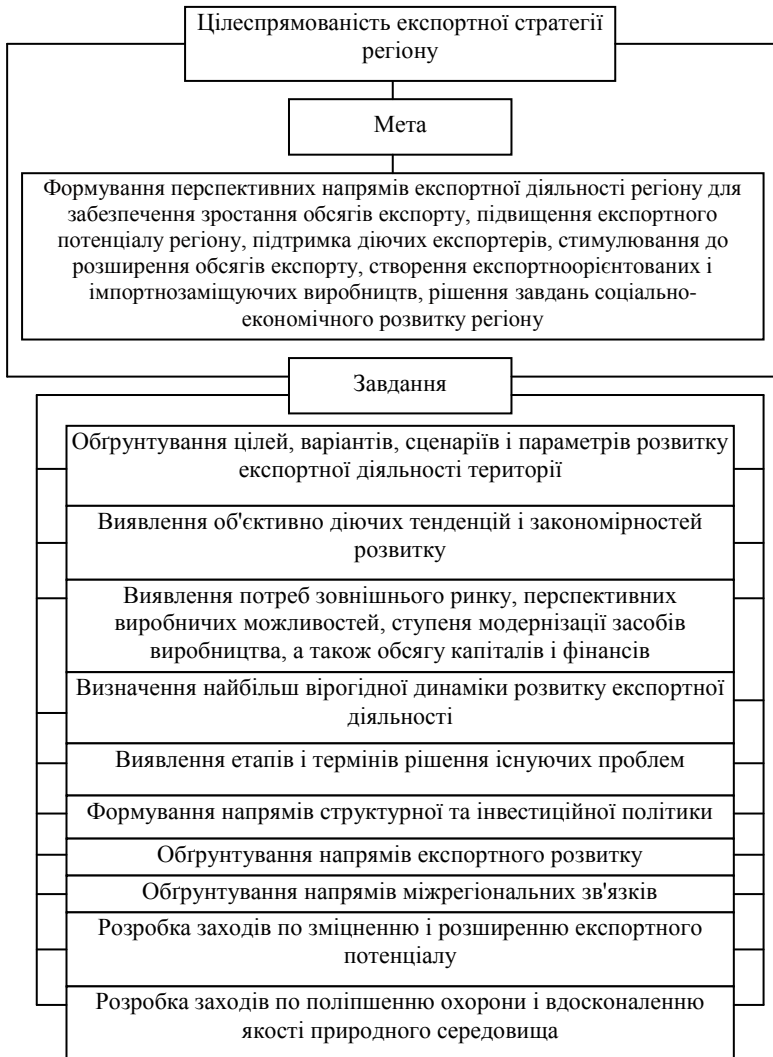 Цілеспрямованість експортної стратегії
регіону
Мета
Формування перспективних напрямів експортної діяльності регіону для
забезпечення зростання обсягів експорту, підвищення експортного
потенціалу регіону, підтримка діючих експортерів, стимулювання до
розширення обсягів експорту, створення експортноорієнтованих і
імпортнозаміщуючих виробництв, рішення завдань соціально-
економічного розвитку регіону
Завдання
Обґрунтування цілей, варіантів, сценаріїв і параметрів розвитку
експортної діяльності території
Виявлення об'єктивно діючих тенденцій і закономірностей
розвитку
Виявлення потреб зовнішнього ринку, перспективних
виробничих можливостей, ступеня модернізації засобів
виробництва, а також обсягу капіталів і фінансів
Визначення найбільш вірогідної динаміки розвитку експортної
діяльності
Виявлення етапів і термінів рішення існуючих проблем
Формування напрямів структурної та інвестиційної політики
Обґрунтування напрямів експортного розвитку
Обґрунтування напрямів міжрегіональних зв'язків
Розробка заходів по зміцненню і розширенню експортного
потенціалу
Розробка заходів по поліпшенню охорони і вдосконаленню
якості природного середовища